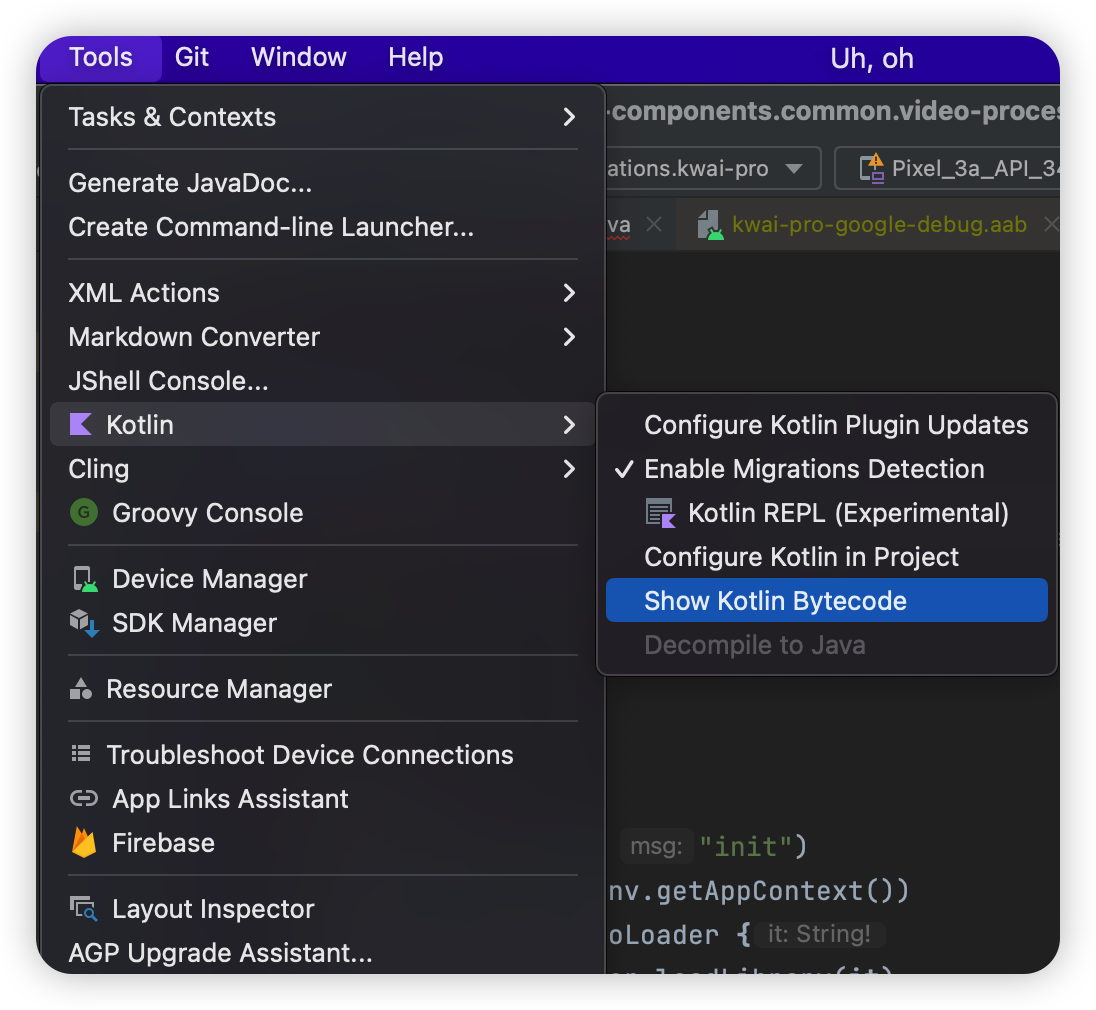 Tools Git Window Help Uh, oh
Tasks & Contexts
-components.common.video-proces
Generate JavaDoc...
ations.kwai-pro
Pixel_3a_API_34
Create Command-line Launcher...
va
kwai-pro-google-debug.aab
XML Actions
Markdown Converter
JShell Console...
Kotlin
Cling
G Groovy Console
Configure Kotlin Plugin Updates
Enable Migrations Detection
Kotlin REPL (Experimental)
Configure Kotlin in Project
Show Kotlin Bytecode
Decompile to Java
Device Manager
SDK Manager
Resource Manager
Troubleshoot Device Connections
App Links Assistant
Firebase
Layout Inspector
AGP Upgrade Assistant...
msg: "init")
nv.getAppContext())
oLoader { it: String!